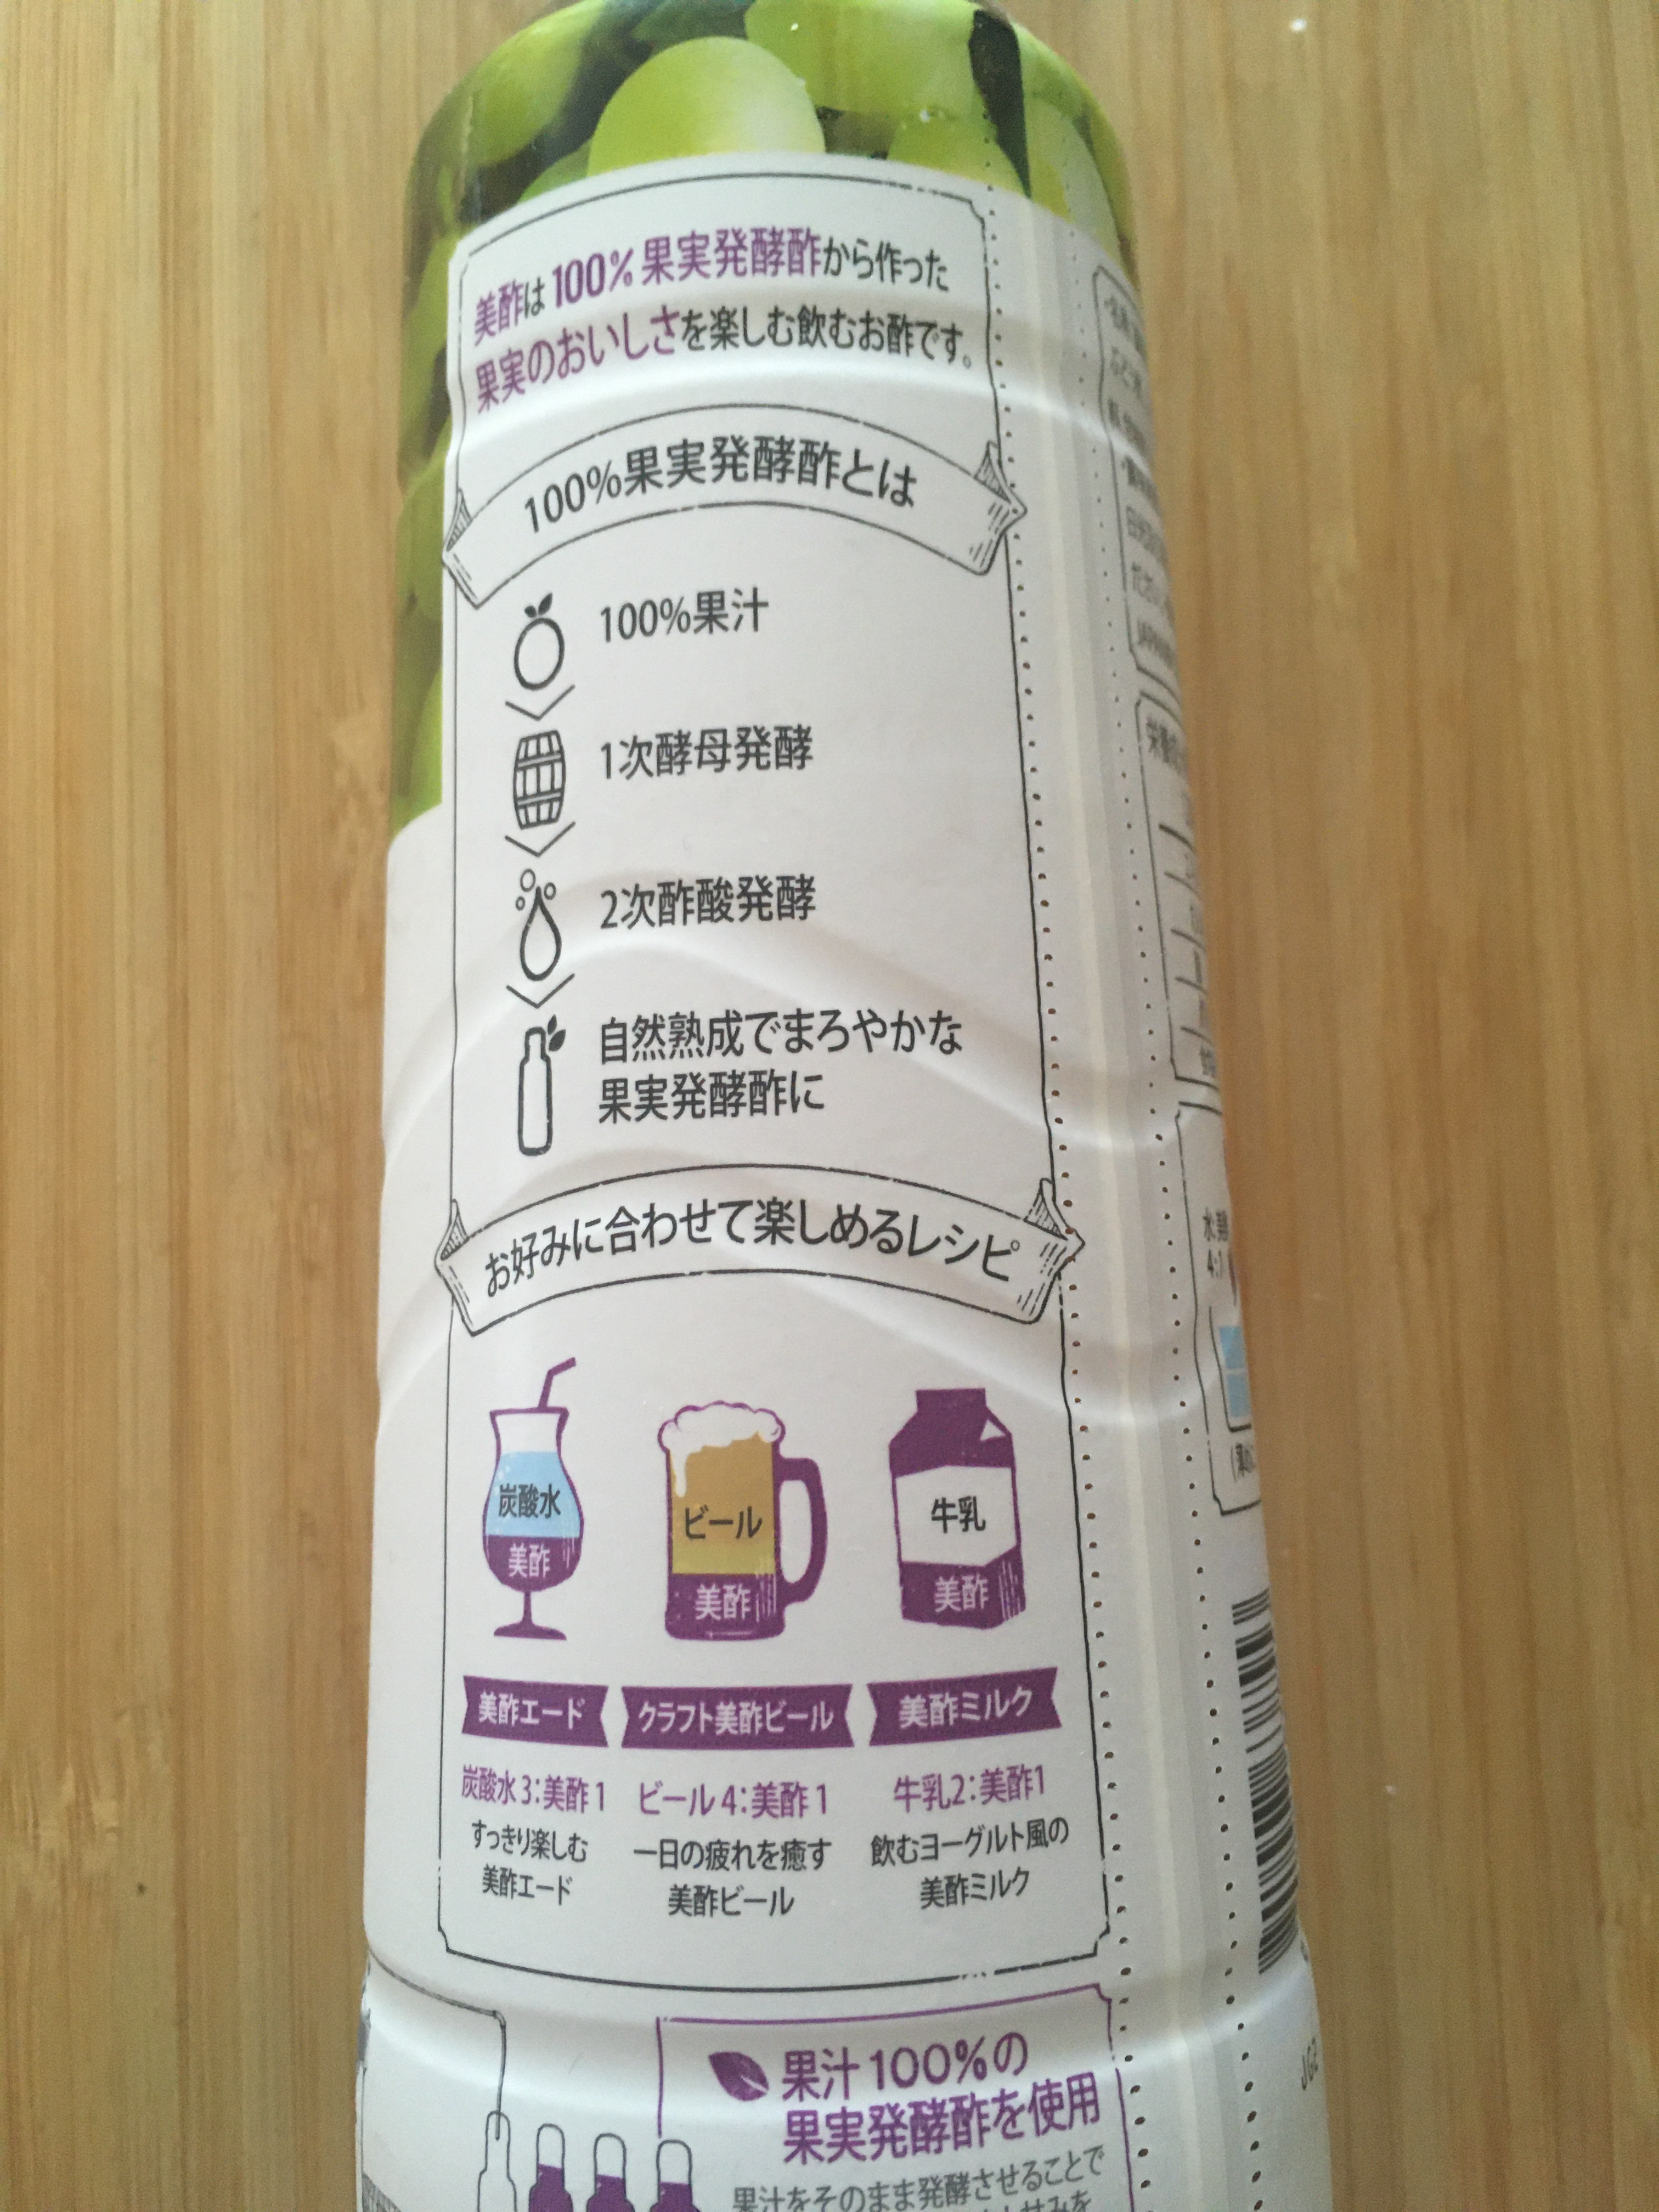 美酢は100%果実発酵酢から作った
果実のおいしさを楽しむ飲むお酢です。
100%果実発酵酢とは
100%果汁
1次酵母発酵
2次酢酸発酵
自然熟成でまろやかな
果実発酵酢に
お好みに合わせて楽しめるレシピ
炭酸水
美酢
ビール
美酢
牛乳
美酢
美酢エード
クラフト美酢ビール
美酢ミルク
炭酸水3:美酢1
すっきり楽しむ
美酢エード
ビール4:美酢1
一日の疲れを癒す
美酢ビール
牛乳2:美酢1
飲むヨーグルト風の
美酢ミルク
果汁100%の
果実発酵酢を使用
果汁をそのまま発酵させることで